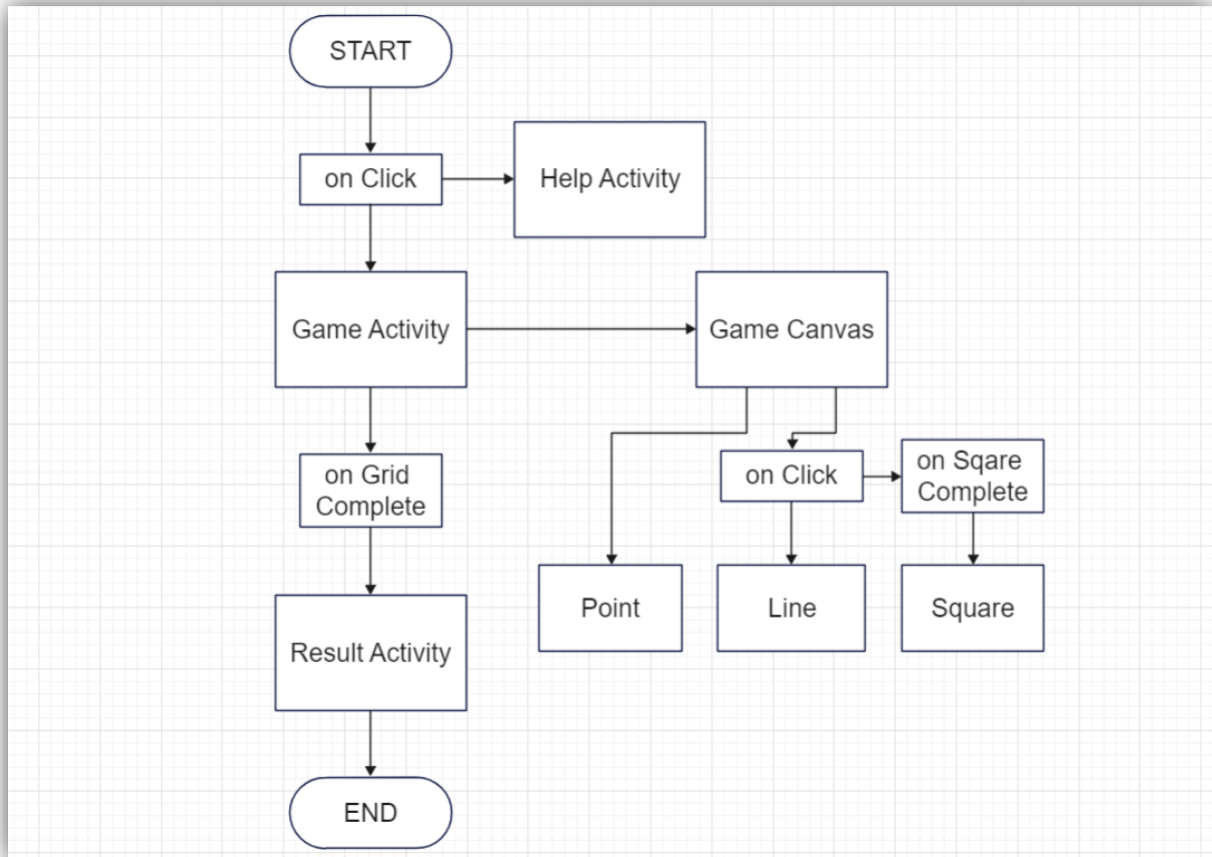 START
on Click
Help Activity
Game Activity
Game Canvas
on Grid
Complete
on Click
on Sqare
Complete
Point
Line
Square
Result Activity
END